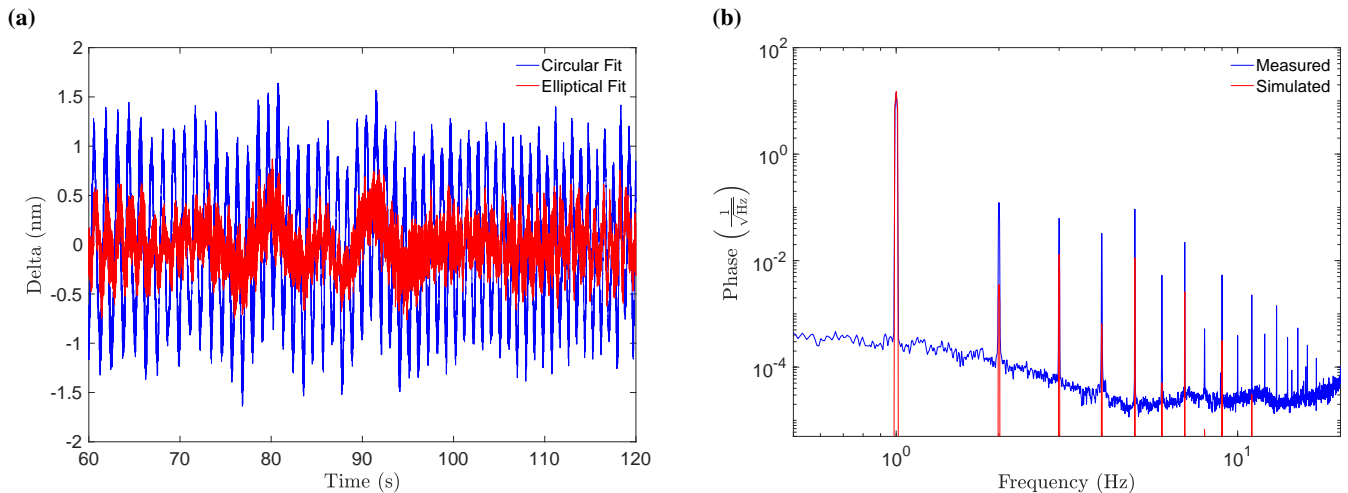 (a)
2
1.5
1
0.5
0
-0.5
-1
-1.5
-2
Delta (nm)
60 70 80 90 100 110 120
Time (s)
Circular Fit
Elliptical Fit
(b)
10^2
10^0
10^-2
10^-4
Phase (1/√Hz)
10^0 10^1
Frequency (Hz)
Measured
Simulated